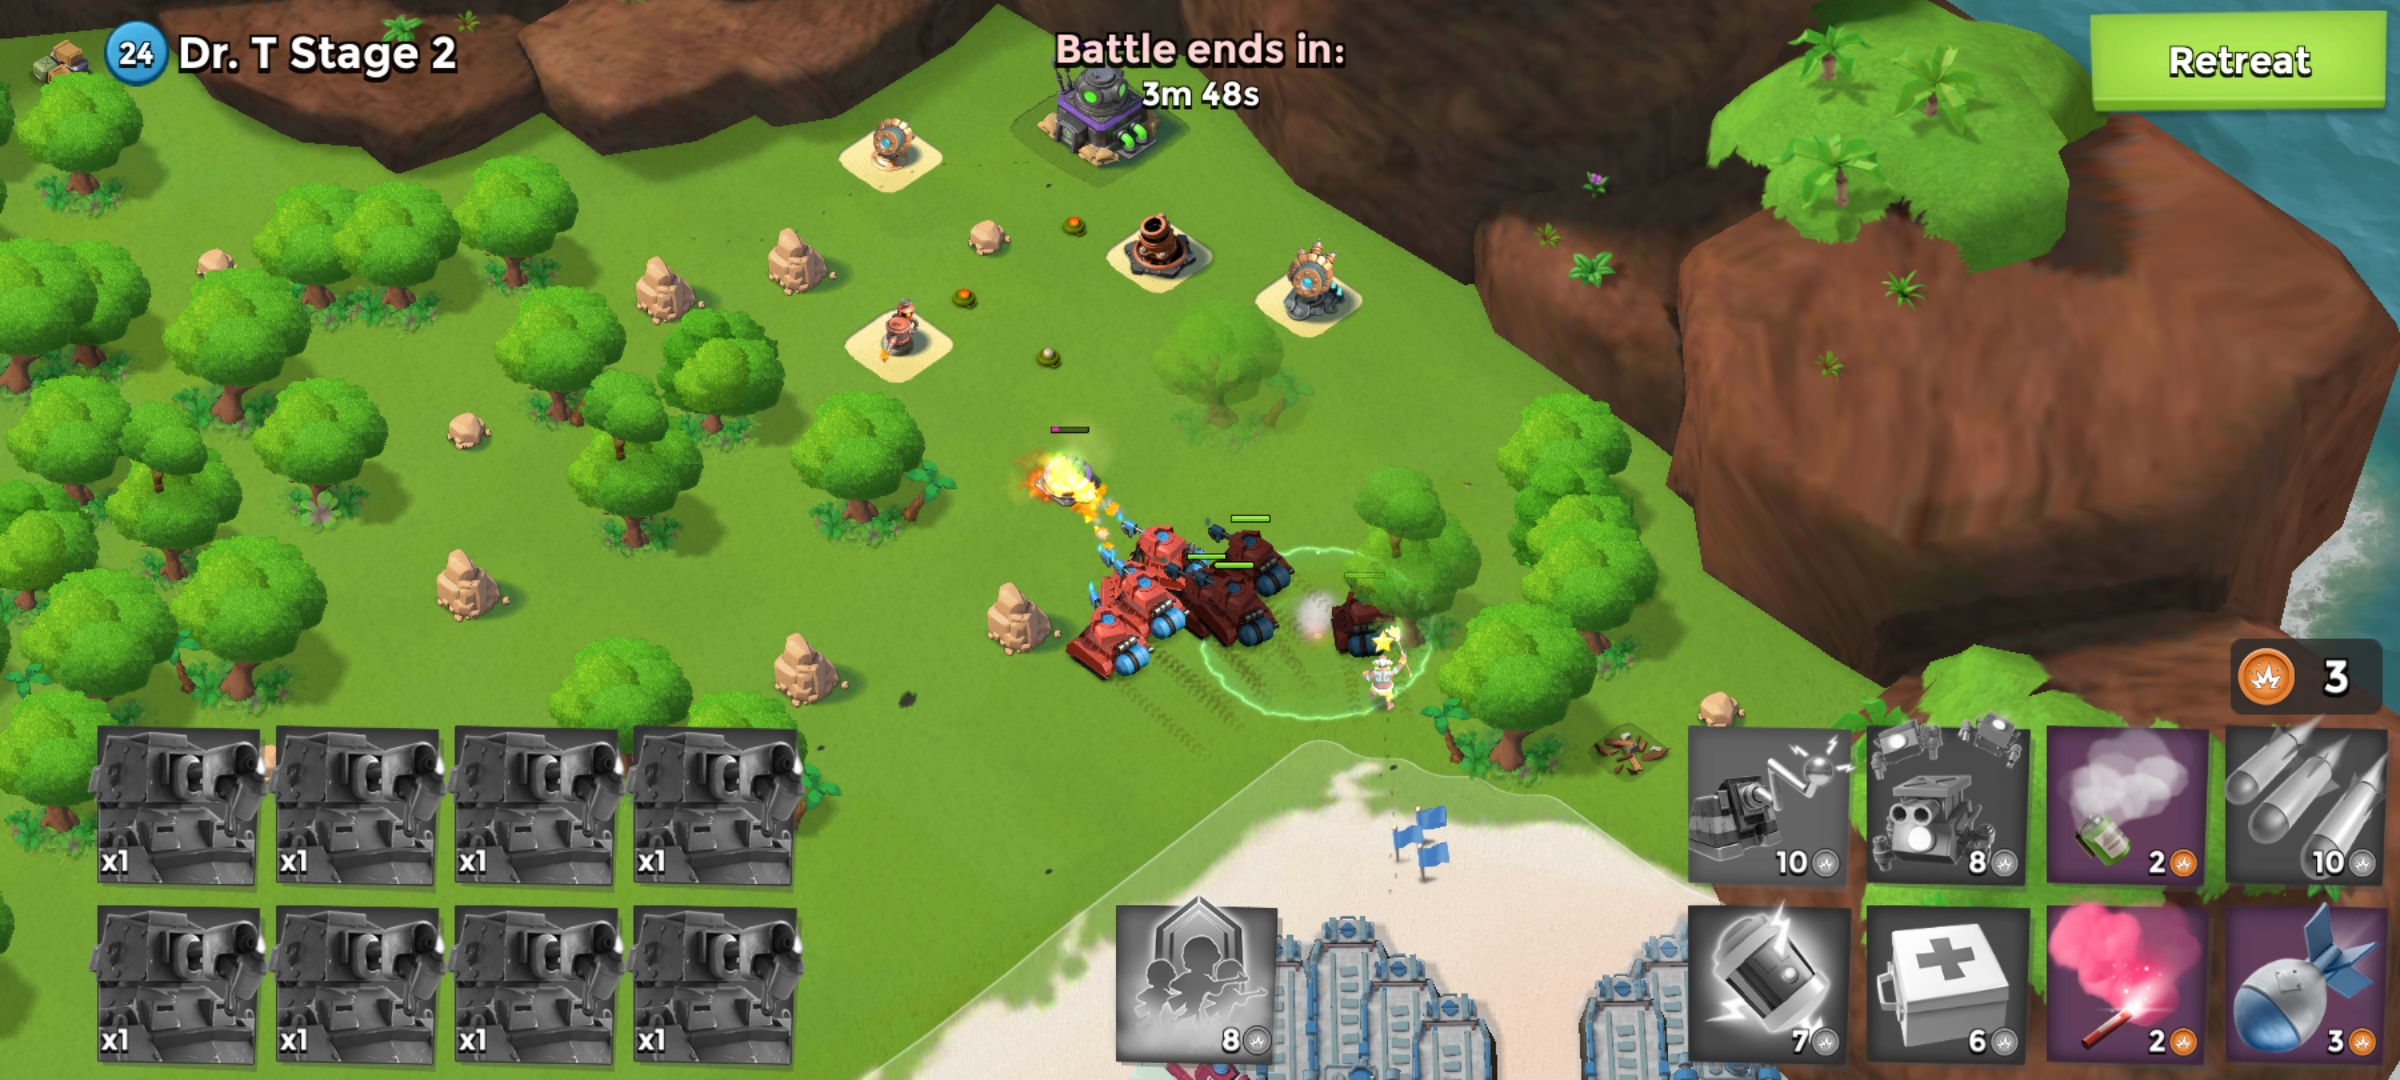 24 Dr. T Stage 2
Battle ends in:
3m 48s
Retreat
3
x1 x1 x1 x1
10 8 2 10
x1 x1 x1 x1
8
7 6 2 3